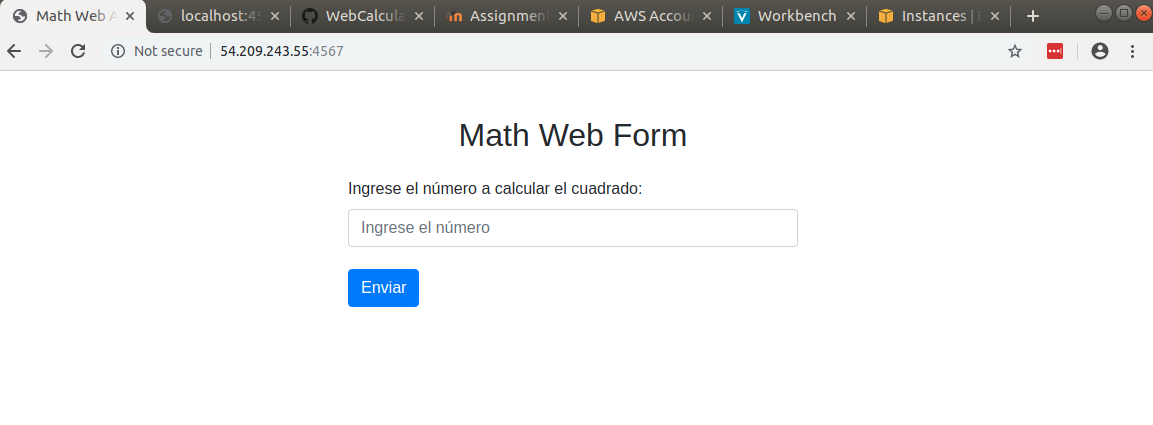 Math Web A
localhost:45
WebCalcula
Assignment
AWS Accou
Workbench
Instances | E
Not secure
54.209.243.55:4567
Math Web Form
Ingrese el número a calcular el cuadrado:
Ingrese el número
Enviar